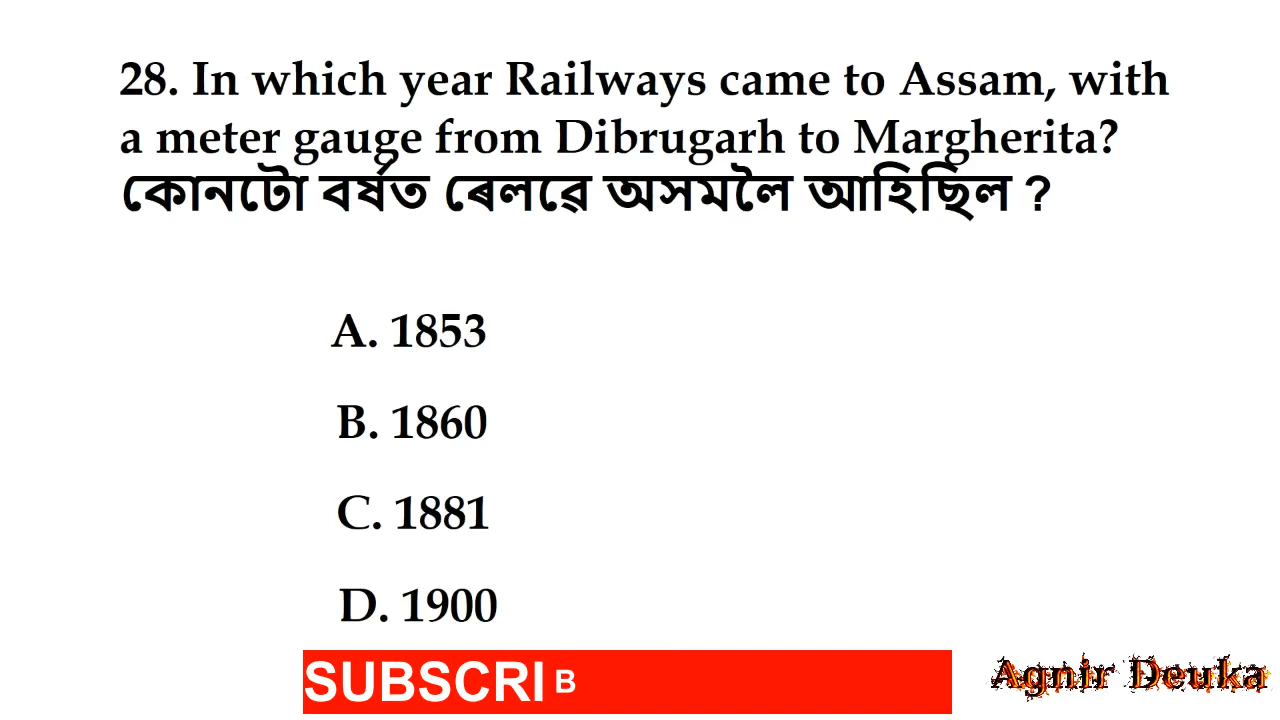 28. In which year Railways came to Assam, with
a meter gauge from Dibrugarh to Margherita?
কোনটো বৰ্ষত ৰেলৱে অসমলৈ আহিছিল ?
A. 1853
B. 1860
C. 1881
D. 1900
SUBSCRI B
Agnir Deuka